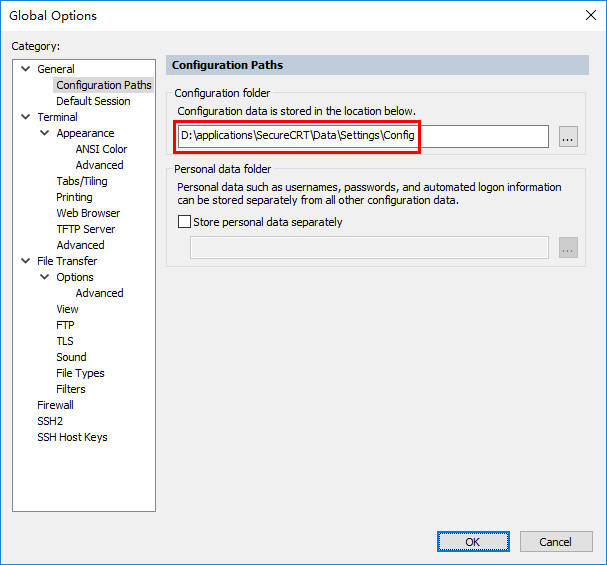 Global Options
Category:
General
Configuration Paths
Default Session
Terminal
Appearance
ANSI Color
Advanced
Tabs/Tiling
Printing
Web Browser
TFTP Server
Advanced
File Transfer
Options
Advanced
View
FTP
TLS
Sound
File Types
Filters
Firewall
SSH2
SSH Host Keys
Configuration Paths
Configuration folder
Configuration data is stored in the location below.
D:\applications\SecureCRT\Data\Settings\Config
...
Personal data folder
Personal data such as usernames, passwords, and automated logon information
can be stored separately from all other configuration data.
Store personal data separately
...
OK
Cancel